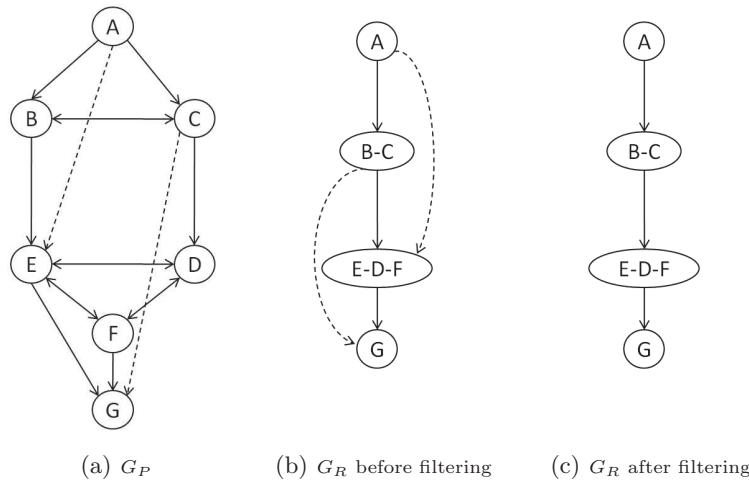 A
B
C
E
D
F
G
A
B-C
E-D-F
G
A
B-C
E-D-F
G
(a) G_P
(b) G_R before filtering
(c) G_R after filtering